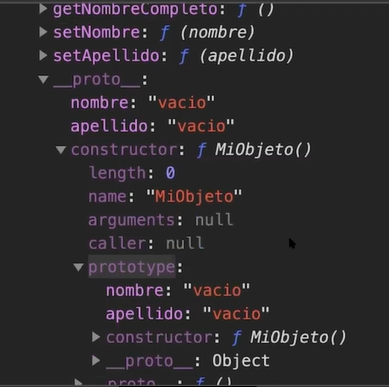 getNombreCompleto: ƒ ()
setNombre: ƒ (nombre)
setApellido: ƒ (apellido)
__proto__:
nombre: "vacio"
apellido: "vacio"
constructor: ƒ MiObjeto()
length: 0
name: "MiObjeto"
arguments: null
caller: null
prototype:
nombre: "vacio"
apellido: "vacio"
constructor: ƒ MiObjeto()
__proto__: Object
__proto__: ƒ ()